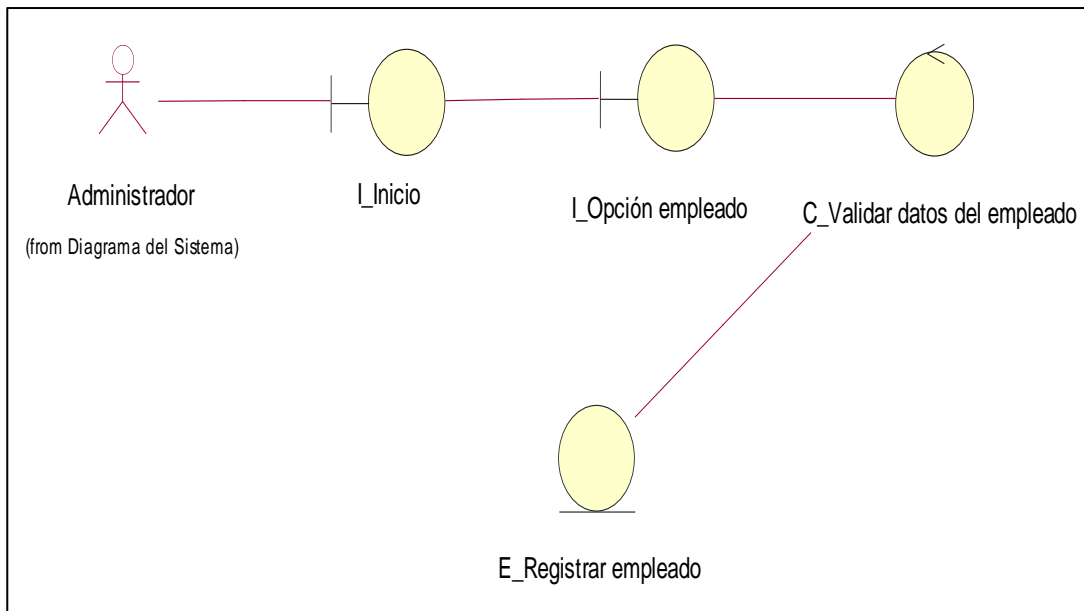 Administrador
(from Diagrama del Sistema)
I_Inicio
I_Opción empleado
C_Validar datos del empleado
E_Registrar empleado